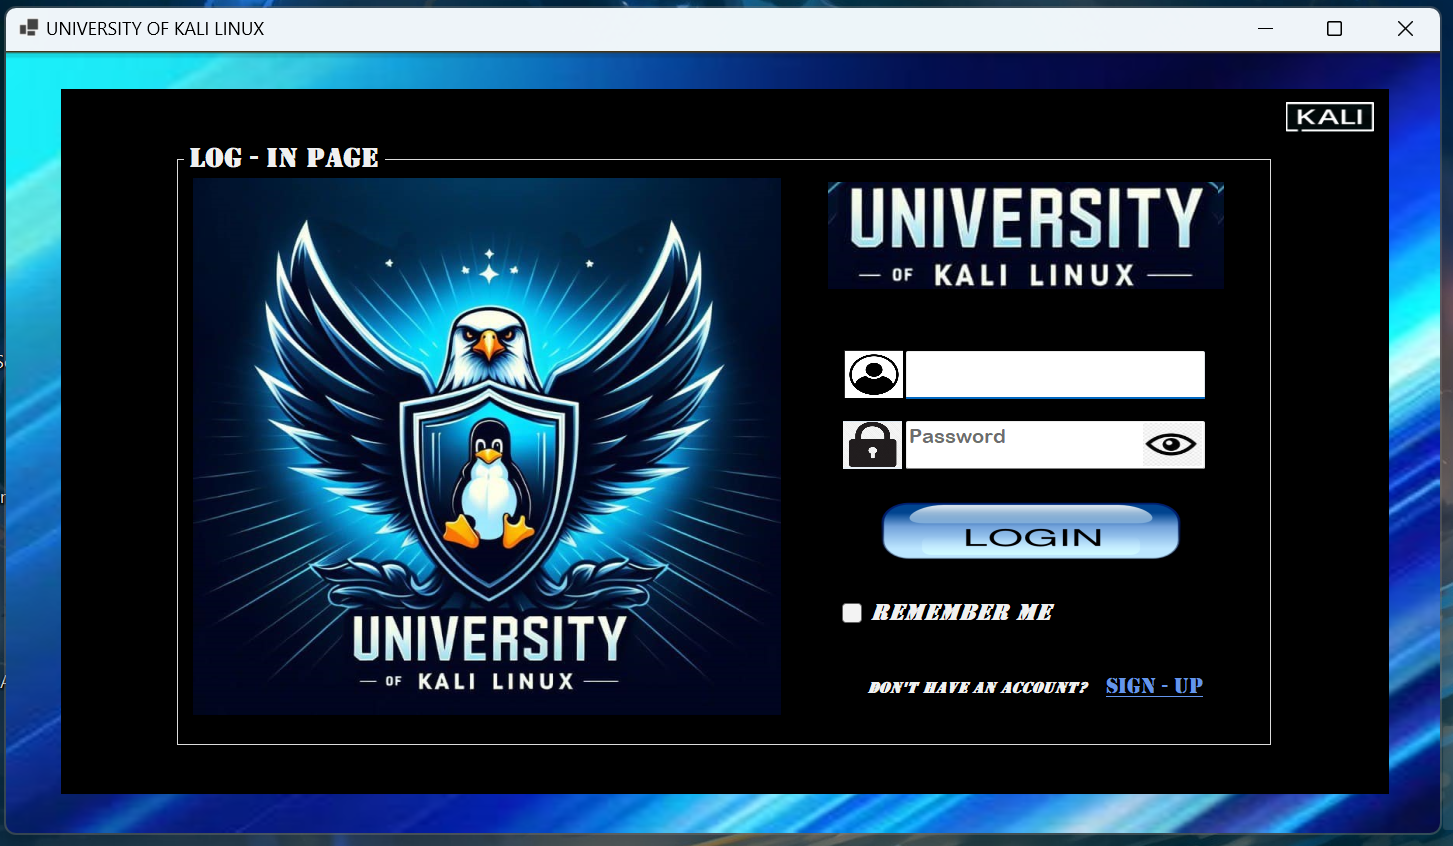 UNIVERSITY OF KALI LINUX
KALI
LOG - IN PAGE
UNIVERSITY
OF KALI LINUX
UNIVERSITY
OF KALI LINUX
Password
LOGIN
REMEMBER ME
DON'T HAVE AN ACCOUNT? SIGN - UP